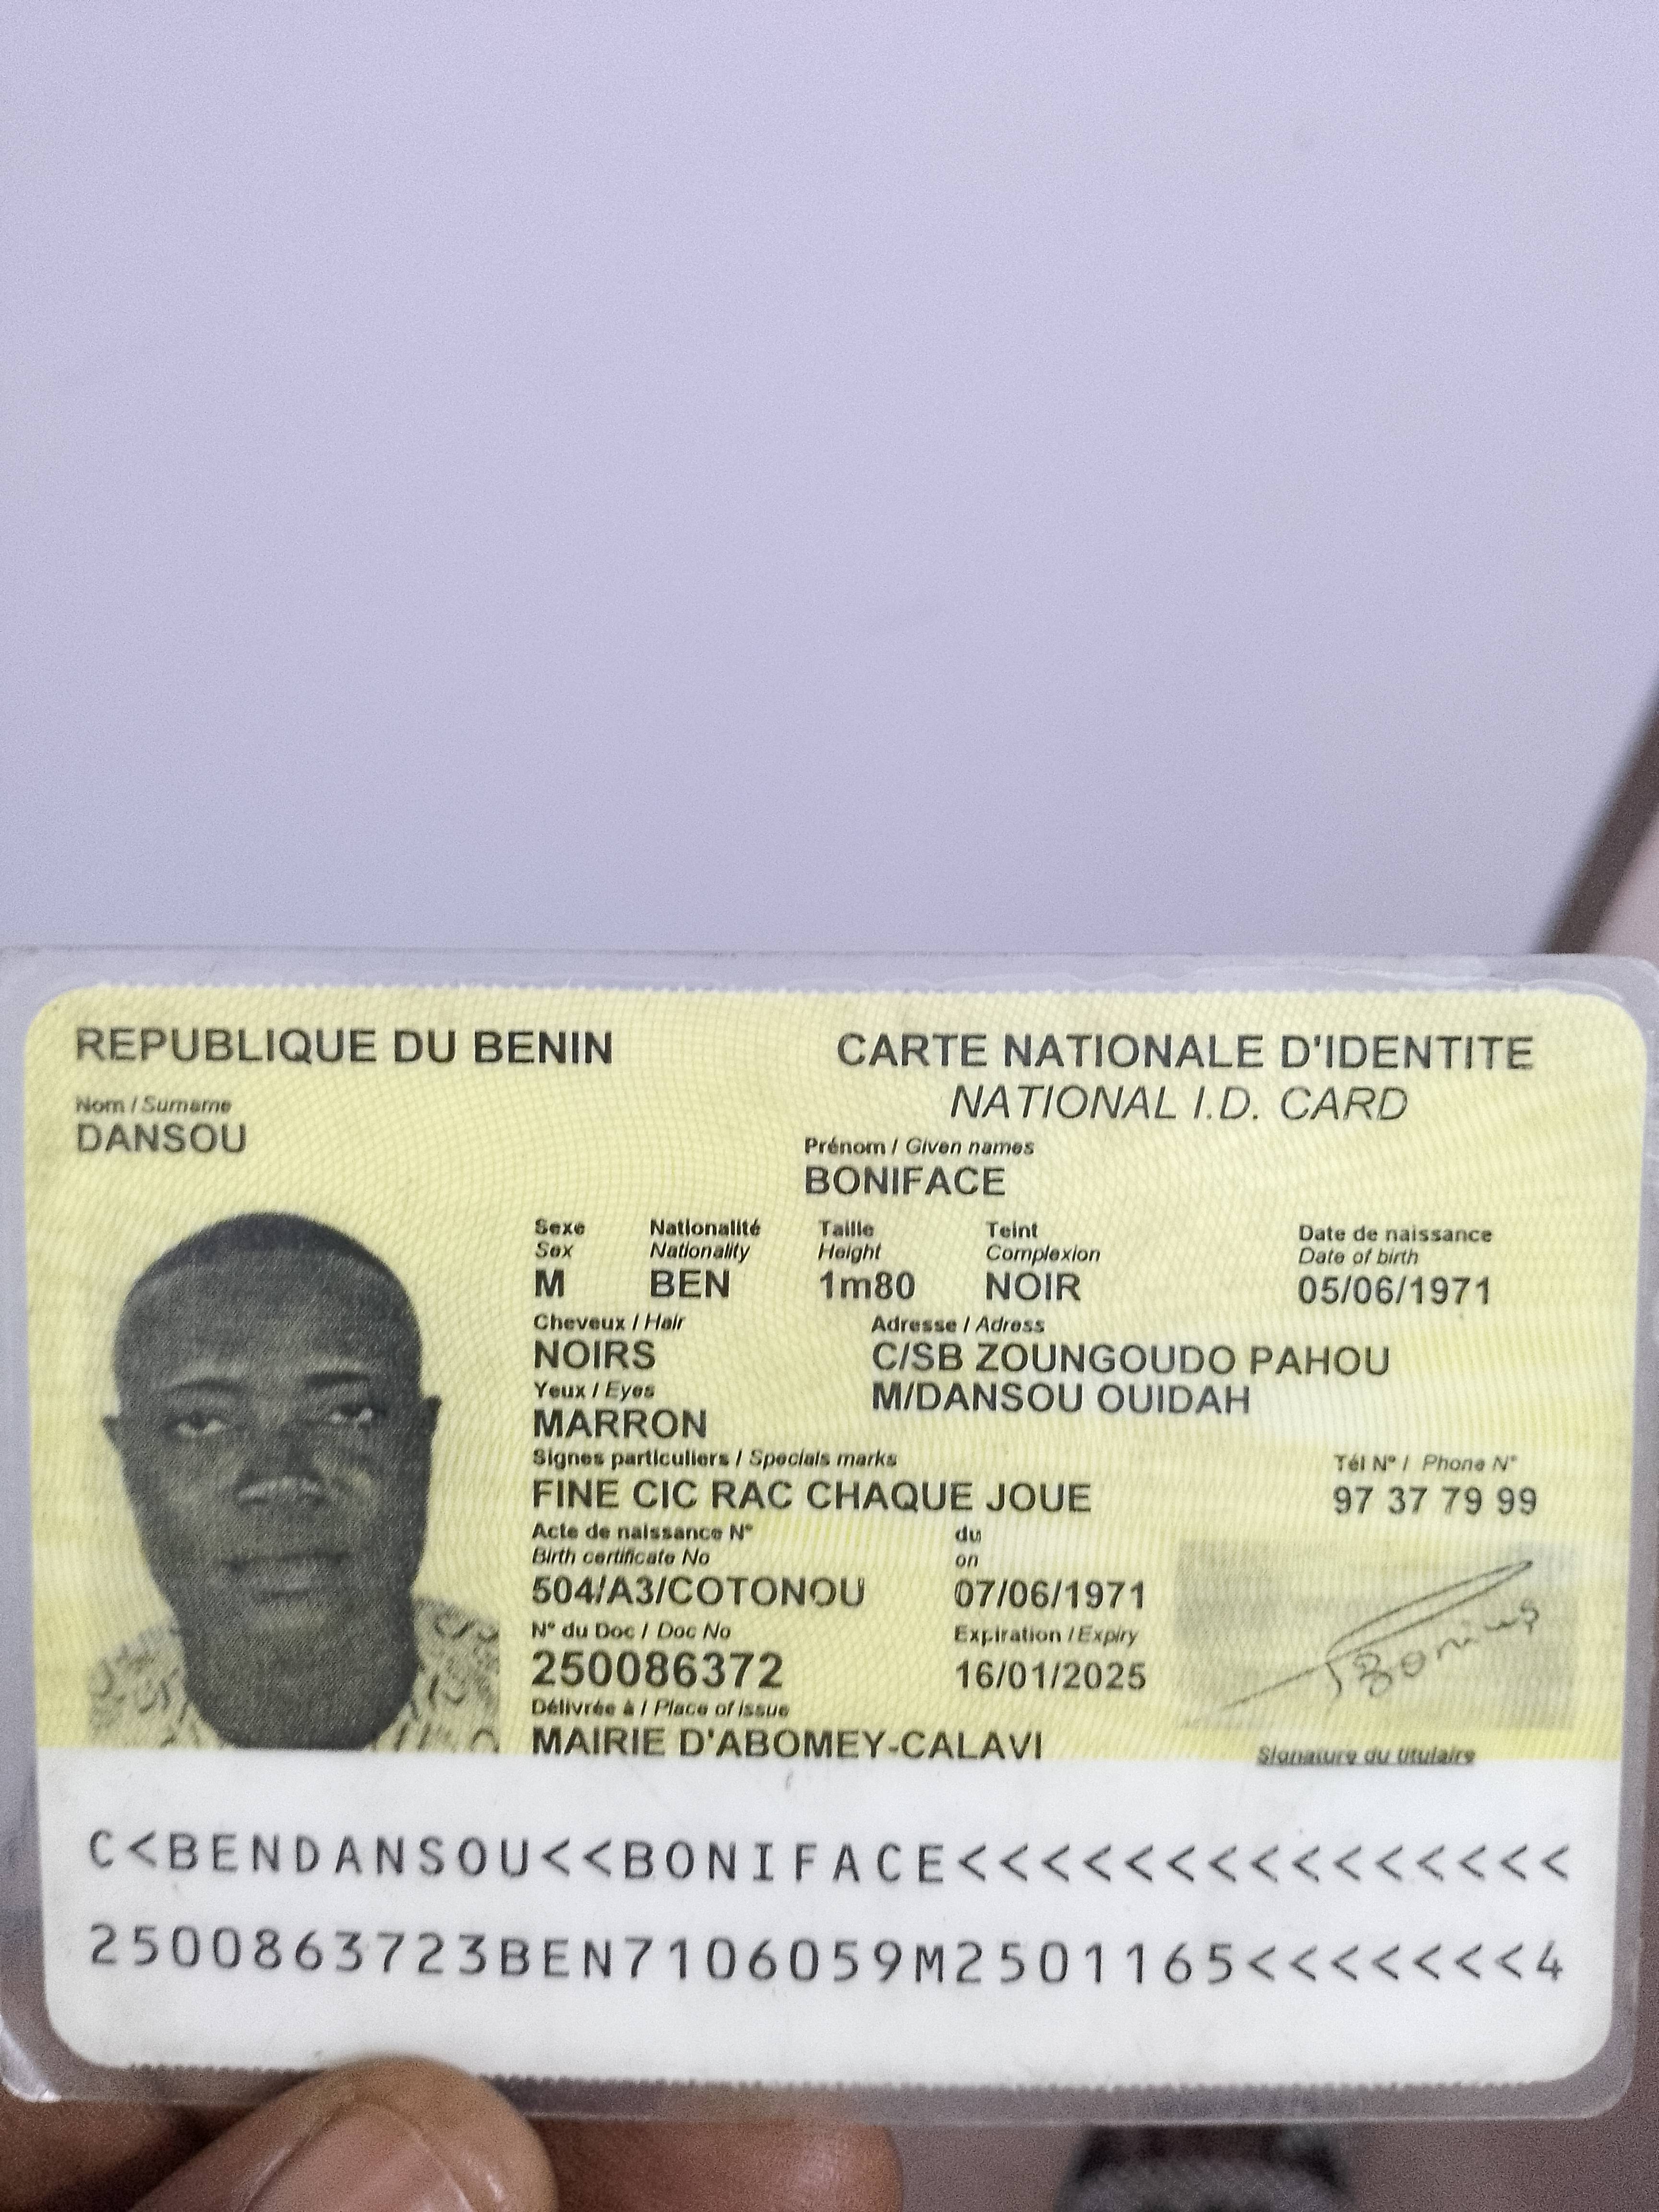 REPUBLIQUE DU BENIN
CARTE NATIONALE D'IDENTITE
NATIONAL I.D. CARD
Nom / Surname
DANSOU
Prénom / Given names
BONIFACE
Sexe Nationalité Taille Teint Date de naissance
Sex Nationality Height Complexion Date of birth
M BEN 1m80 NOIR 05/06/1971
Cheveux / Hair Adresse / Adress
NOIRS C/SB ZOUNGOUDO PAHOU
Yeux / Eyes M/DANSOU OUIDAH
MARRON
Signes particuliers / Specials marks Tél N° / Phone N°
FINE CIC RAC CHAQUE JOUE 97 37 79 99
Acte de naissance N° du
Birth certificate No on
504/A3/COTONOU 07/06/1971
N° du Doc / Doc No Expiration / Expiry
250086372 16/01/2025
Délivrée à / Place of issue
MAIRIE D'ABOMEY-CALAVI
Signature du titulaire
C<BENDANSOU<<BONIFACE<<<<<<<<<<<<<<<
2500863723BEN7106059M2501165<<<<<<<4